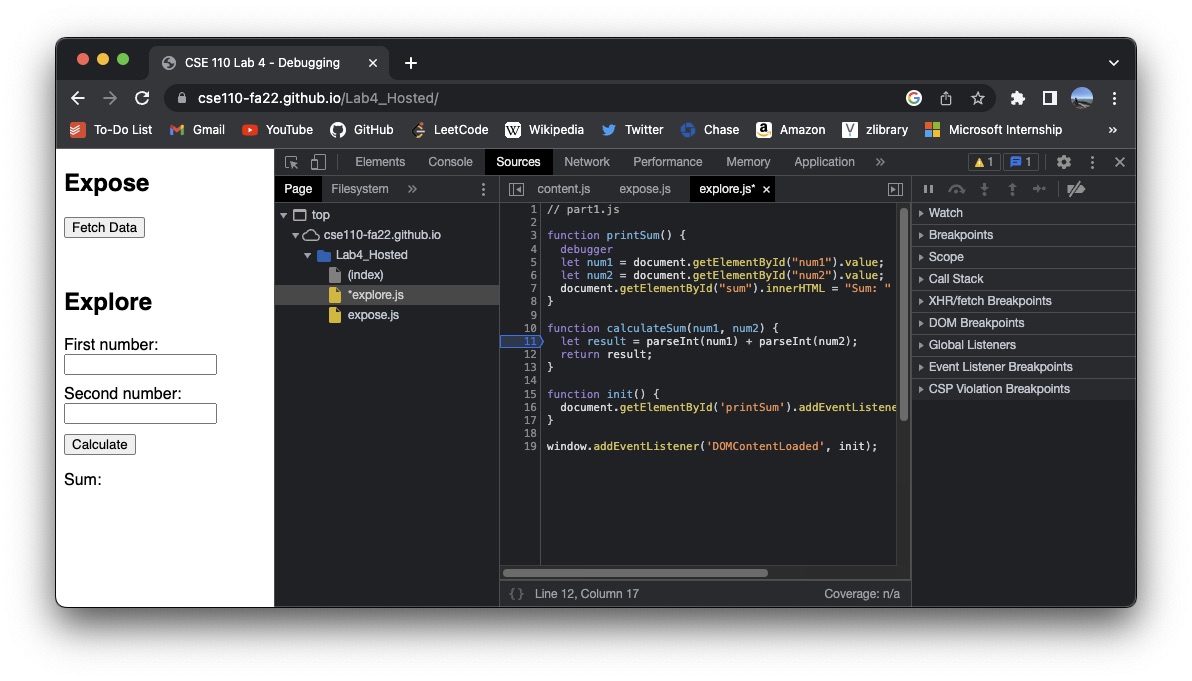 CSE 110 Lab 4 - Debugging
cse110-fa22.github.io/Lab4_Hosted/
To-Do List Gmail YouTube GitHub LeetCode Wikipedia Twitter Chase Amazon zlibrary Microsoft Internship »
Expose
Fetch Data
Explore
First number:
Second number:
Calculate
Sum:
Elements Console Sources Network Performance Memory Application » 1 1
Page Filesystem »
top
cse110-fa22.github.io
Lab4_Hosted
(index)
*explore.js
expose.js
content.js expose.js explore.js*
1 // part1.js
2
3 function printSum() {
4 debugger
5 let num1 = document.getElementById("num1").value;
6 let num2 = document.getElementById("num2").value;
7 document.getElementById("sum").innerHTML = "Sum: "
8 }
9
10 function calculateSum(num1, num2) {
11 let result = parseInt(num1) + parseInt(num2);
12 return result;
13 }
14
15 function init() {
16 document.getElementById('printSum').addEventListene
17 }
18
19 window.addEventListener('DOMContentLoaded', init);
{} Line 12, Column 17 Coverage: n/a
Watch
Breakpoints
Scope
Call Stack
XHR/fetch Breakpoints
DOM Breakpoints
Global Listeners
Event Listener Breakpoints
CSP Violation Breakpoints